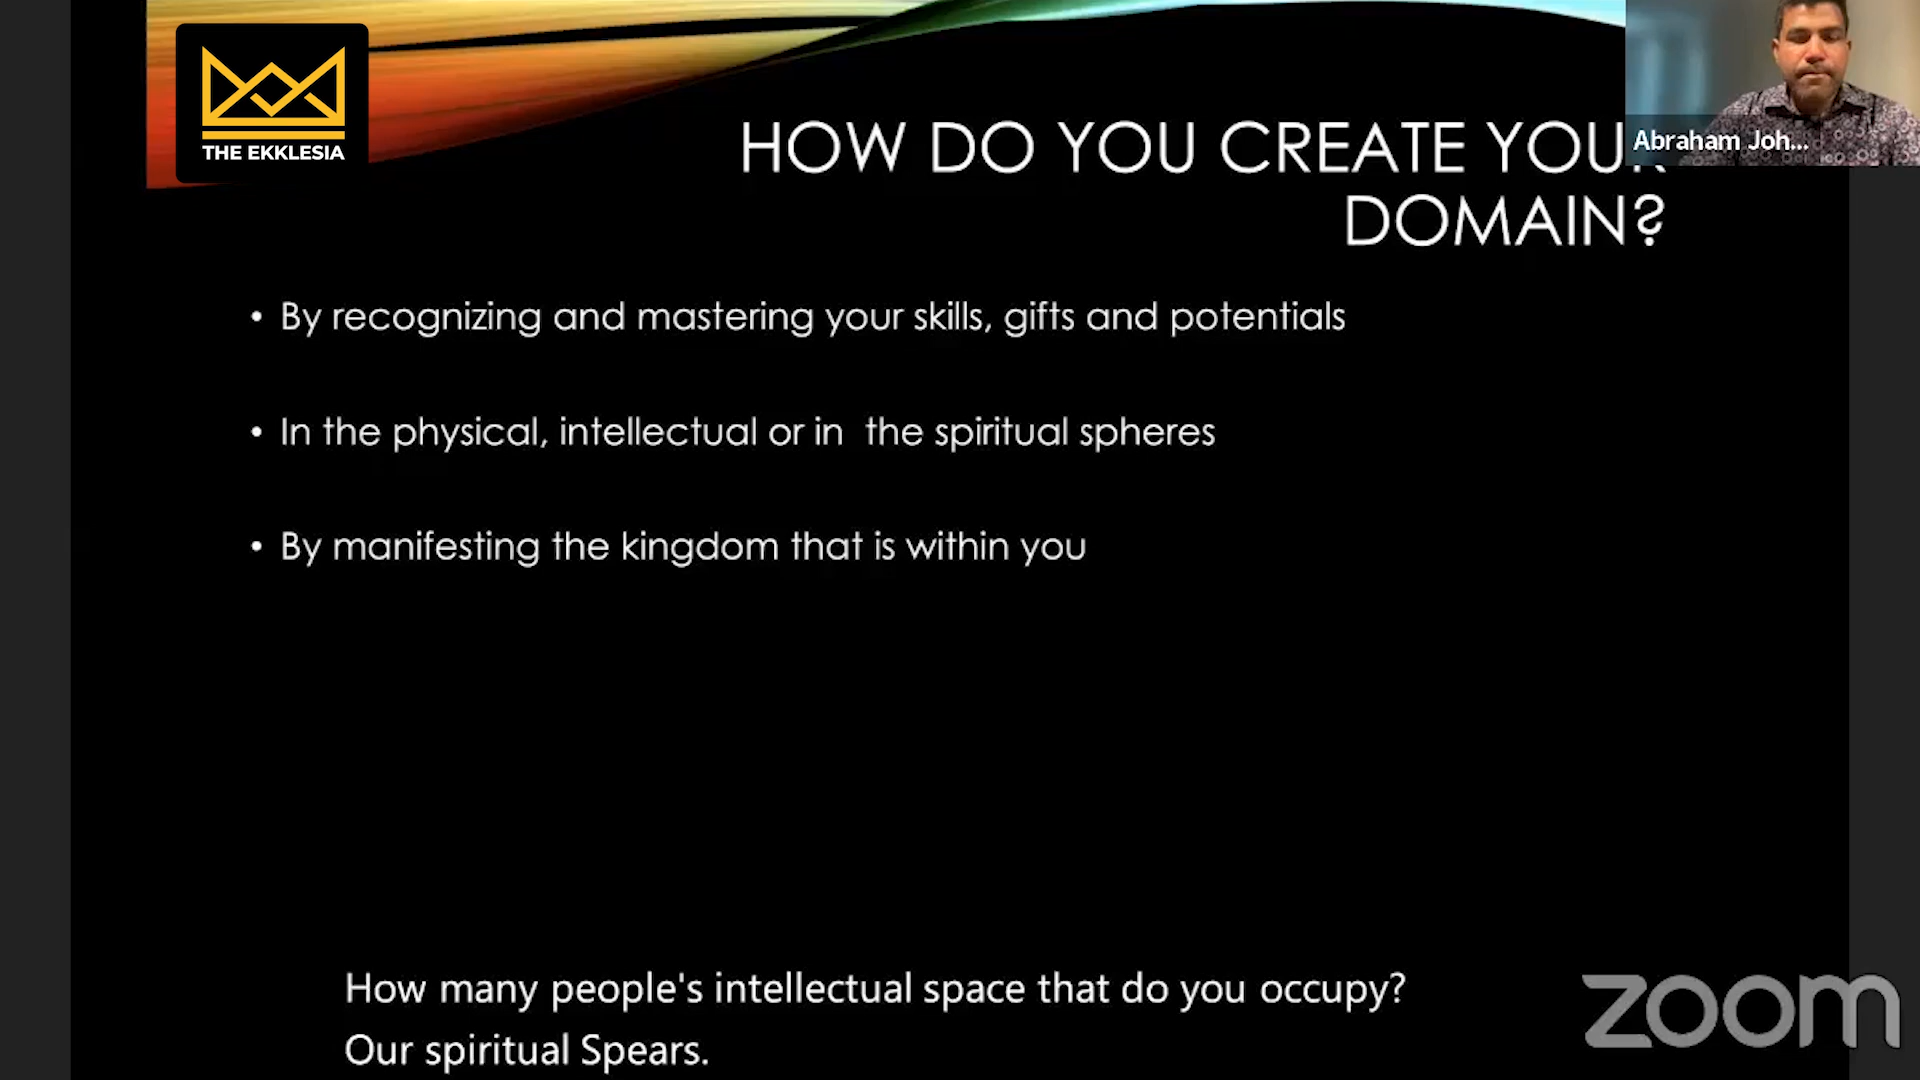 THE EKKLESIA
HOW DO YOU CREATE YOUR
DOMAIN?
Abraham Joh...
• By recognizing and mastering your skills, gifts and potentials
• In the physical, intellectual or in the spiritual spheres
• By manifesting the kingdom that is within you
How many people's intellectual space that do you occupy?
Our spiritual Spears.
zoom